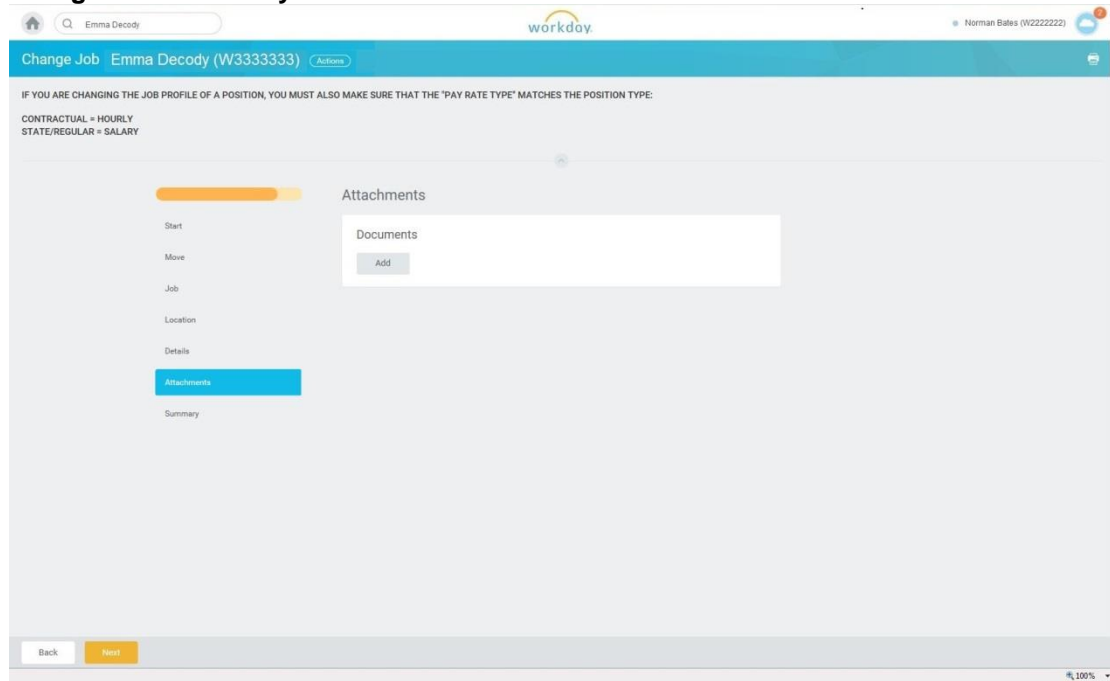 Emma Decody
workday.
Norman Bates (W2222222)
2
Change Job Emma Decody (W3333333) Actions
IF YOU ARE CHANGING THE JOB PROFILE OF A POSITION, YOU MUST ALSO MAKE SURE THAT THE "PAY RATE TYPE" MATCHES THE POSITION TYPE:
CONTRACTUAL = HOURLY
STATE/REGULAR = SALARY
Attachments
Start
Documents
Move
Add
Job
Location
Details
Attachments
Summary
Back Next
100%